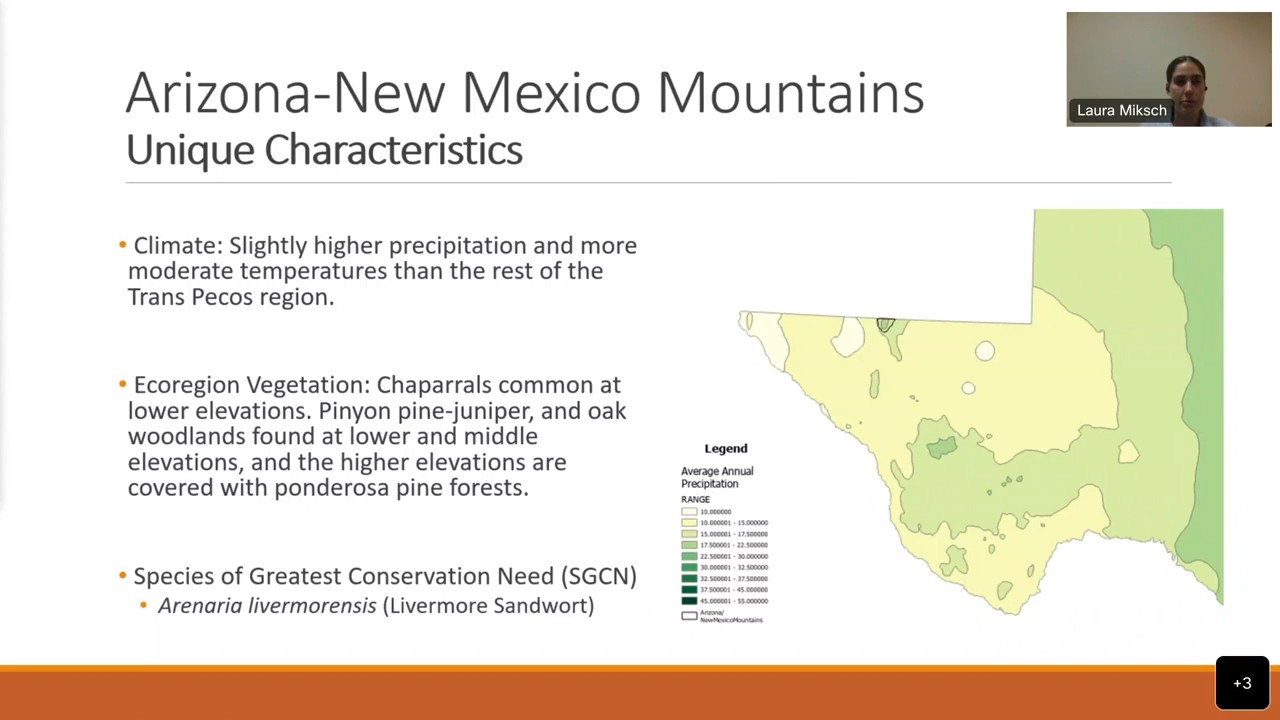 Arizona-New Mexico Mountains
Unique Characteristics
Laura Miksch
• Climate: Slightly higher precipitation and more
moderate temperatures than the rest of the
Trans Pecos region.
• Ecoregion Vegetation: Chaparrals common at
lower elevations. Pinyon pine-juniper, and oak
woodlands found at lower and middle
elevations, and the higher elevations are
covered with ponderosa pine forests.
• Species of Greatest Conservation Need (SGCN)
• Arenaria livermorensis (Livermore Sandwort)
Legend
Average Annual
Precipitation
RANGE
10.000000
10.000001 - 15.000000
15.000001 - 17.500000
17.500001 - 22.500000
22.500001 - 30.000000
30.000001 - 32.500000
32.500001 - 37.500000
37.500001 - 45.000000
45.000001 - 55.000000
Arizona/
NewMexicoMountains
+3